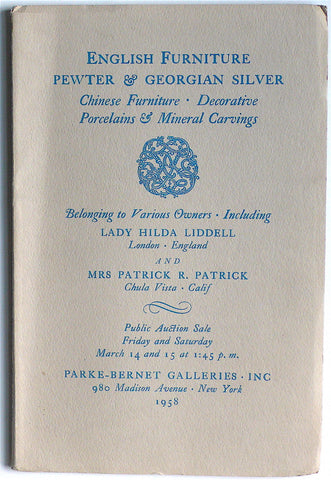 ENGLISH FURNITURE
PEWTER & GEORGIAN SILVER
Chinese Furniture · Decorative
Porcelains & Mineral Carvings
Belonging to Various Owners · Including
LADY HILDA LIDDELL
London · England
AND
MRS PATRICK R. PATRICK
Chula Vista · Calif
Public Auction Sale
Friday and Saturday
March 14 and 15 at 1:45 p. m.
PARKE-BERNET GALLERIES · INC
980 Madison Avenue · New York
1958